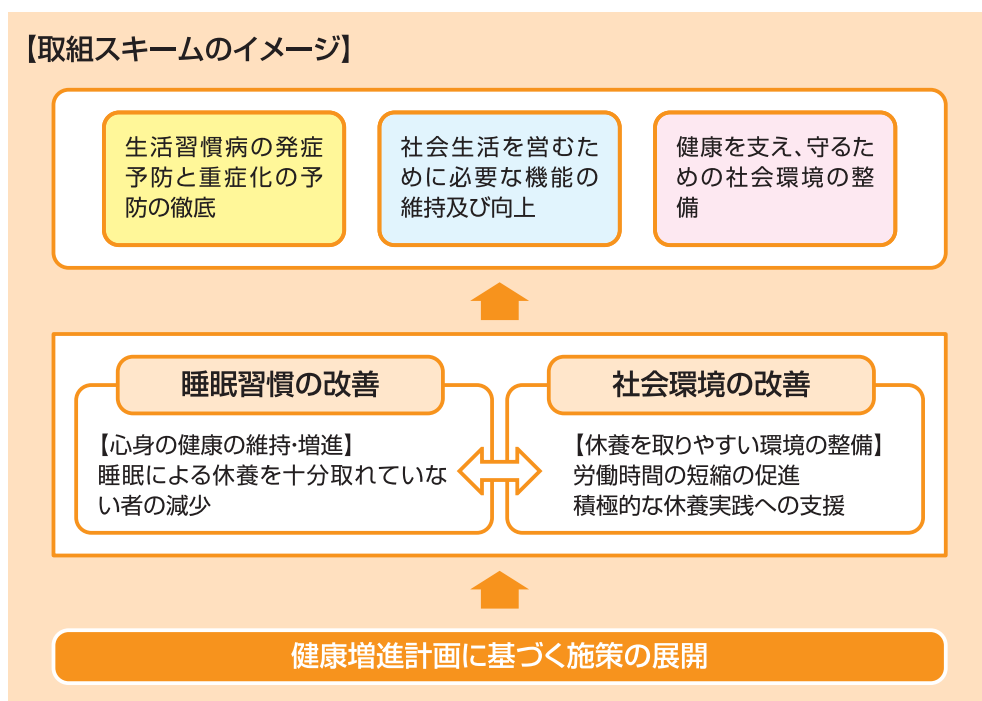 【取組スキームのイメージ】
生活習慣病の発症
予防と重症化の予
防の徹底
社会生活を営むた
めに必要な機能の
維持及び向上
健康を支え、守るた
めの社会環境の整
備
睡眠習慣の改善
【心身の健康の維持・増進】
睡眠による休養を十分取れていな
い者の減少
社会環境の改善
【休養を取りやすい環境の整備】
労働時間の短縮の促進
積極的な休養実践への支援
健康増進計画に基づく施策の展開